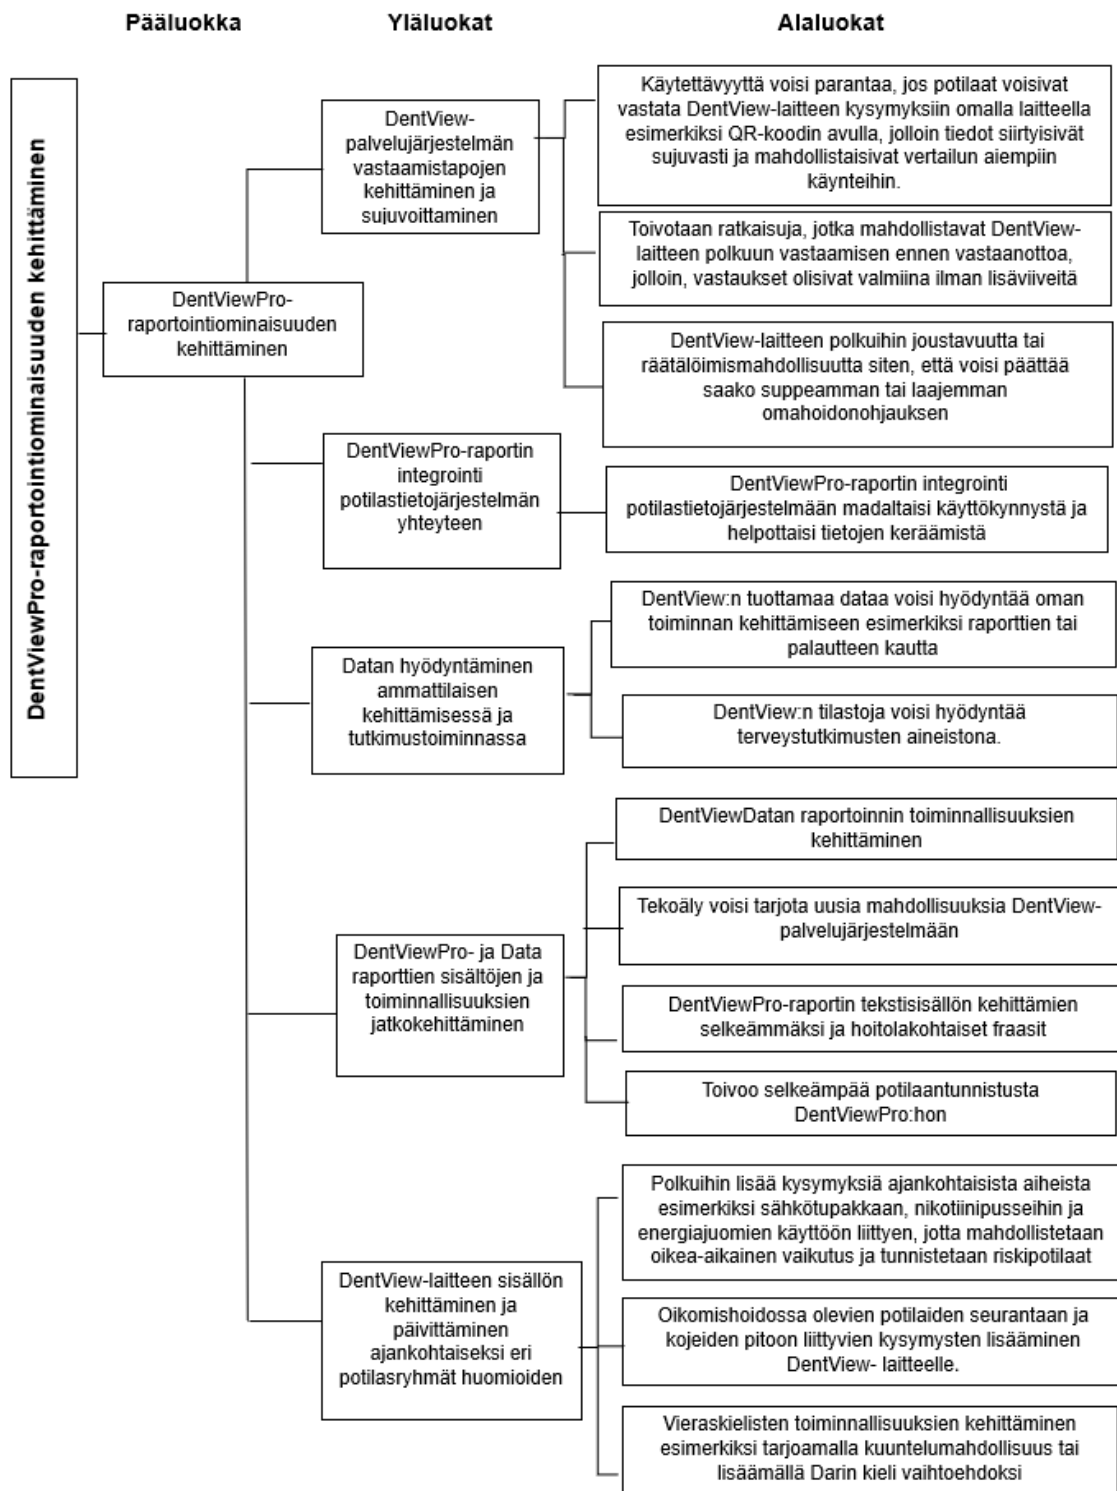 Pääluokka
Yläluokat
Alaluokat
DentViewPro-raportointiominaisuuden kehittäminen
DentViewPro-
raportointiominaisuuden
kehittäminen
DentView-
palvelujärjestelmän
vastaamistapojen
kehittäminen ja
sujuvoittaminen
Käytettävyyttä voisi parantaa, jos potilaat voisivat
vastata DentView-laitteen kysymyksiin omalla laitteella
esimerkiksi QR-koodin avulla, jolloin tiedot siirtyisivät
sujuvasti ja mahdollistaisivat vertailun aiempiin
käynteihin.
Toivotaan ratkaisuja, jotka mahdollistavat DentView-
laitteen polkuun vastaamisen ennen vastaanottoa,
jolloin, vastaukset olisivat valmiina ilman lisäviiveitä
DentView-laitteen polkuihin joustavuutta tai
räätälöimismahdollisuutta siten, että voisi päättää
saako suppeamman tai laajemman
omahoidonohjauksen
DentViewPro-raportin
integrointi
potilastietojärjestelmän
yhteyteen
DentViewPro-raportin integrointi
potilastietojärjestelmään madaltaisi käyttökynnystä ja
helpottaisi tietojen keräämistä
Datan hyödyntäminen
ammattilaisen
kehittämisessä ja
tutkimustoiminnassa
DentView:n tuottamaa dataa voisi hyödyntää oman
toiminnan kehittämiseen esimerkiksi raporttien tai
palautteen kautta
DentView:n tilastoja voisi hyödyntää
terveystutkimusten aineistona.
DentViewPro- ja Data
raporttien sisältöjen ja
toiminnallisuuksien
jatkokehittäminen
DentViewDatan raportoinnin toiminnallisuuksien
kehittäminen
Tekoäly voisi tarjota uusia mahdollisuuksia DentView-
palvelujärjestelmään
DentViewPro-raportin tekstisisällön kehittämien
selkeämmäksi ja hoitolakohtaiset fraasit
Toivoo selkeämpää potilaantunnistusta
DentViewPro:hon
DentView-laitteen sisällön
kehittäminen ja
päivittäminen
ajankohtaiseksi eri
potilasryhmät huomioiden
Polkuihin lisää kysymyksiä ajankohtaisista aiheista
esimerkiksi sähkötupakkaan, nikotiinipusseihin ja
energiajuomien käyttöön liittyen, jotta mahdollistetaan
oikea-aikainen vaikutus ja tunnistetaan riskipotilaat
Oikomishoidossa olevien potilaiden seurantaan ja
kojeiden pitoon liittyvien kysymysten lisääminen
DentView- laitteelle.
Vieraskielisten toiminnallisuuksien kehittäminen
esimerkiksi tarjoamalla kuuntelumahdollisuus tai
lisäämällä Darin kieli vaihtoehdoksi